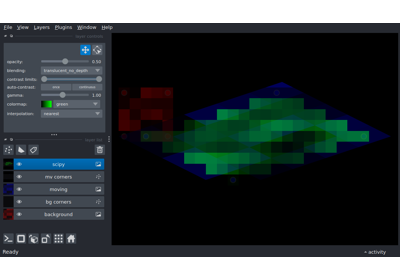 File View Layers Plugins Window Help
opacity: 0.50
blending: translucent_no_depth
contrast limits:
auto-contrast: once continuous
gamma: 1.00
colormap: green
interpolation: nearest
scipy
mv corners
moving
bg corners
background
Ready
activity